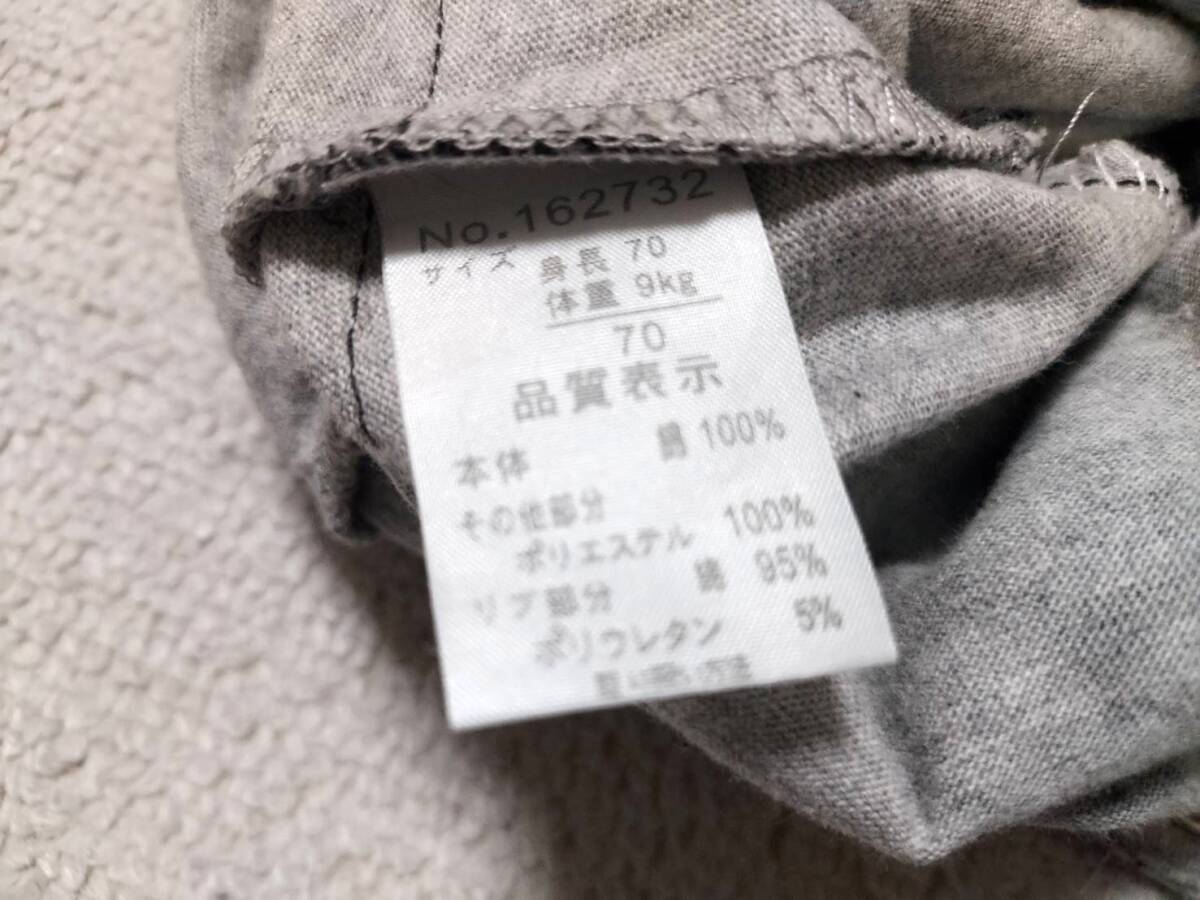 No.162732
サイズ 身長 70
体重 9kg
70
品質表示
本体 綿 100%
その他部分
ポリエステル 100%
リブ部分 綿 95%
ポリウレタン 5%